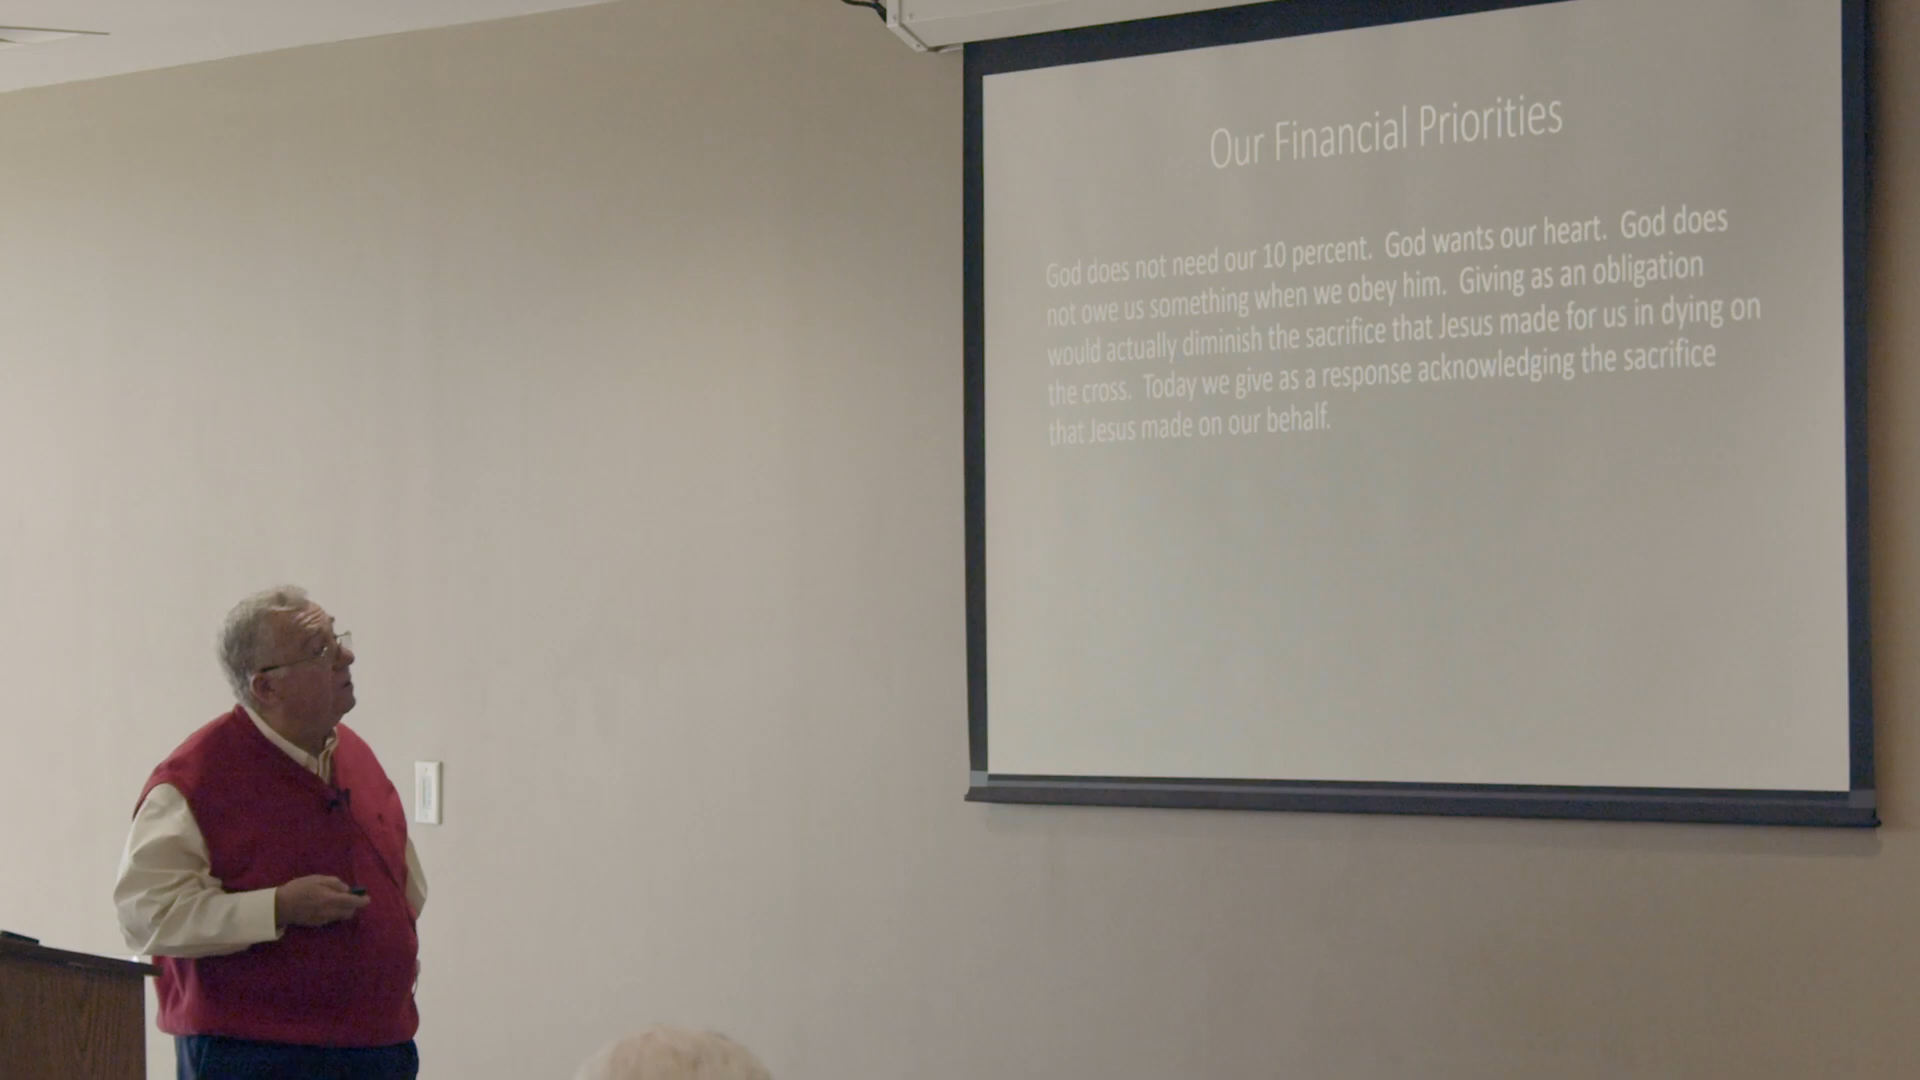 Our Financial Priorities
God does not need our 10 percent.  God wants our heart.  God does
not owe us something when we obey him.  Giving as an obligation
would actually diminish the sacrifice that Jesus made for us in dying on
the cross.  Today we give as a response acknowledging the sacrifice
that Jesus made on our behalf.